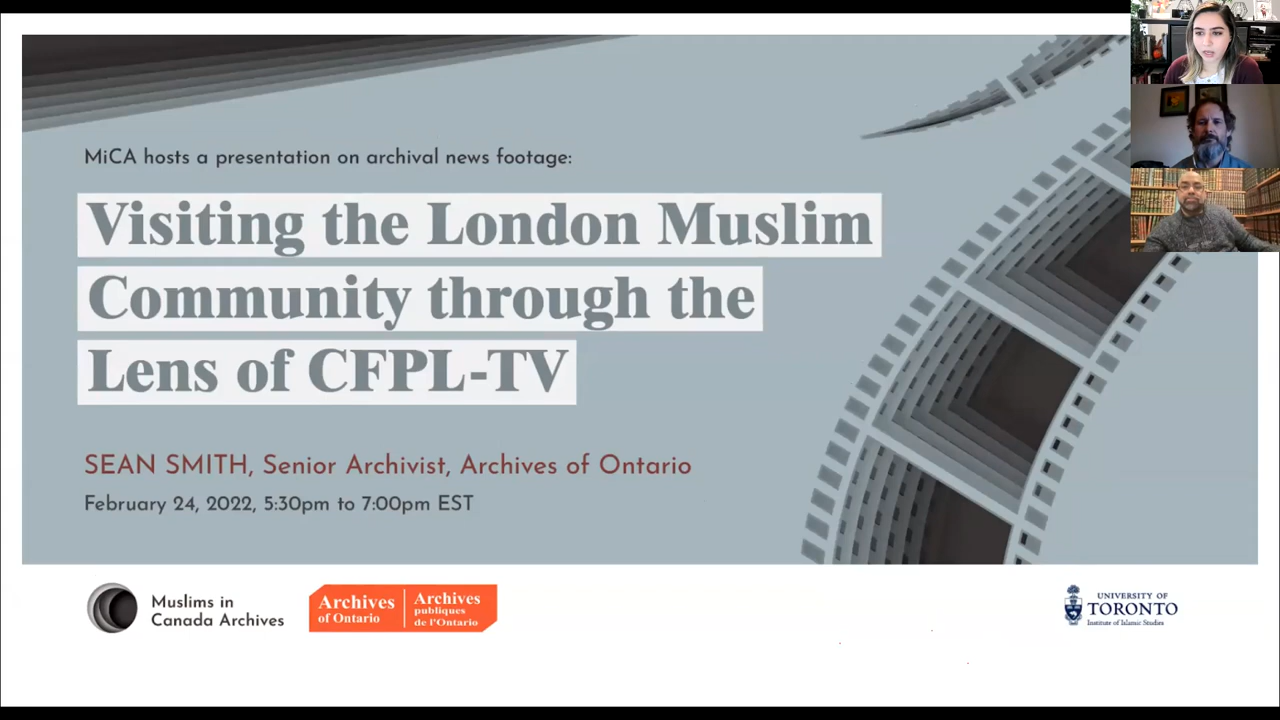 MiCA hosts a presentation on archival news footage:
Visiting the London Muslim
Community through the
Lens of CFPL-TV
SEAN SMITH, Senior Archivist, Archives of Ontario
February 24, 2022, 5:30pm to 7:00pm EST
Muslims in
Canada Archives
Archives
of Ontario
Archives
publiques
de l'Ontario
UNIVERSITY OF
TORONTO
Institute of Islamic Studies